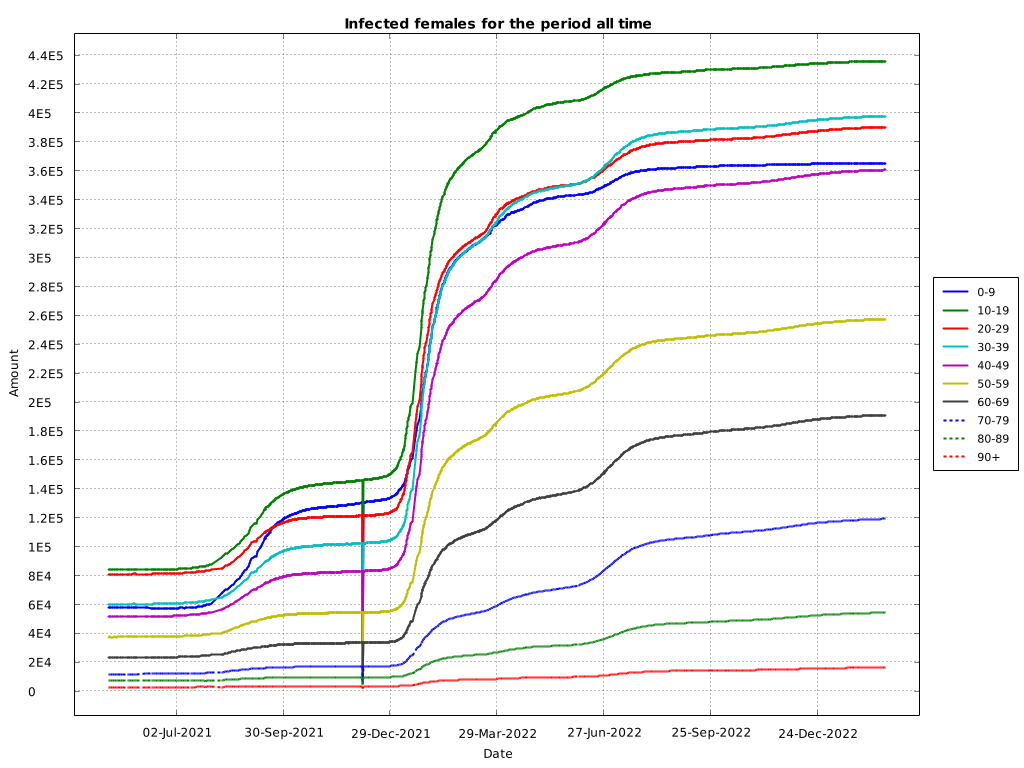 Infected females for the period all time
4.4E5
4.2E5
4E5
3.8E5
3.6E5
3.4E5
3.2E5
3E5
2.8E5
2.6E5
2.4E5
2.2E5
2E5
1.8E5
1.6E5
1.4E5
1.2E5
1E5
8E4
6E4
4E4
2E4
0
Amount
02-Jul-2021
30-Sep-2021
29-Dec-2021
29-Mar-2022
27-Jun-2022
25-Sep-2022
24-Dec-2022
Date
0-9
10-19
20-29
30-39
40-49
50-59
60-69
70-79
80-89
90+